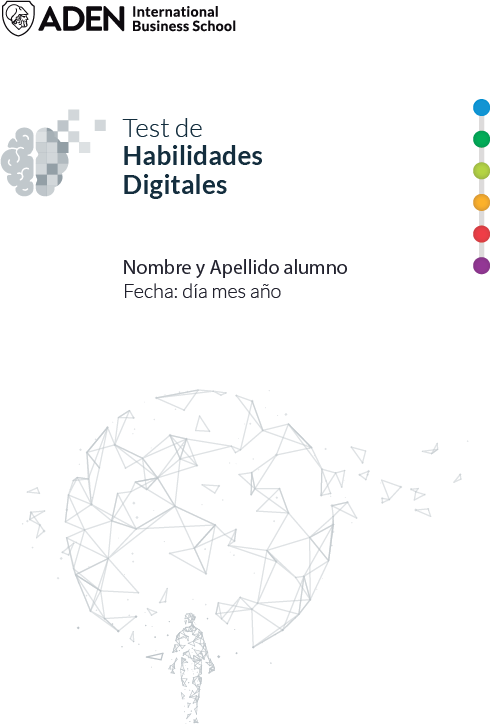 ADEN International
Business School
Test de
Habilidades
Digitales
Nombre y Apellido alumno
Fecha: día mes año